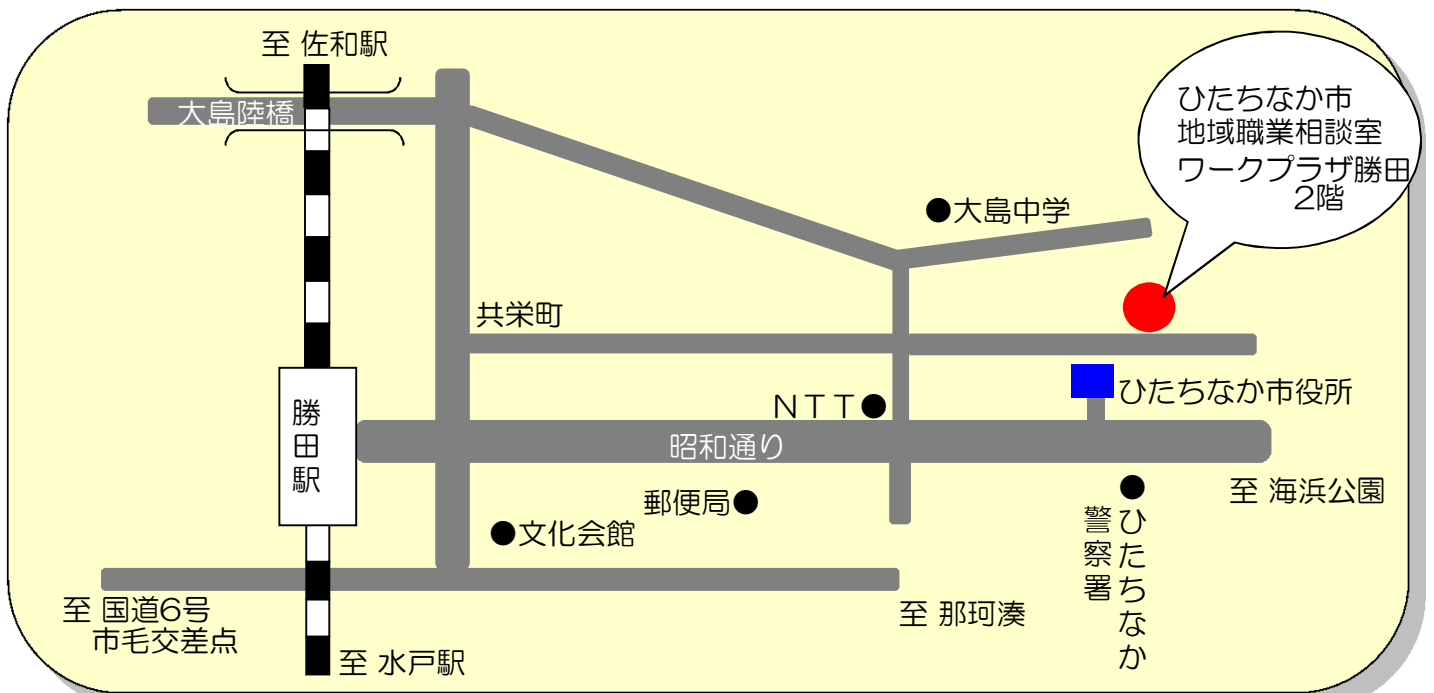 至 佐和駅
大島陸橋
ひたちなか市
地域職業相談室
ワークプラザ勝田
2階
●大島中学
共栄町
ひたちなか市役所
NTT●
勝田駅
昭和通り
至 海浜公園
郵便局●
●文化会館
●ひたちなか
警察署
至 国道6号
市毛交差点
至 那珂湊
至 水戸駅